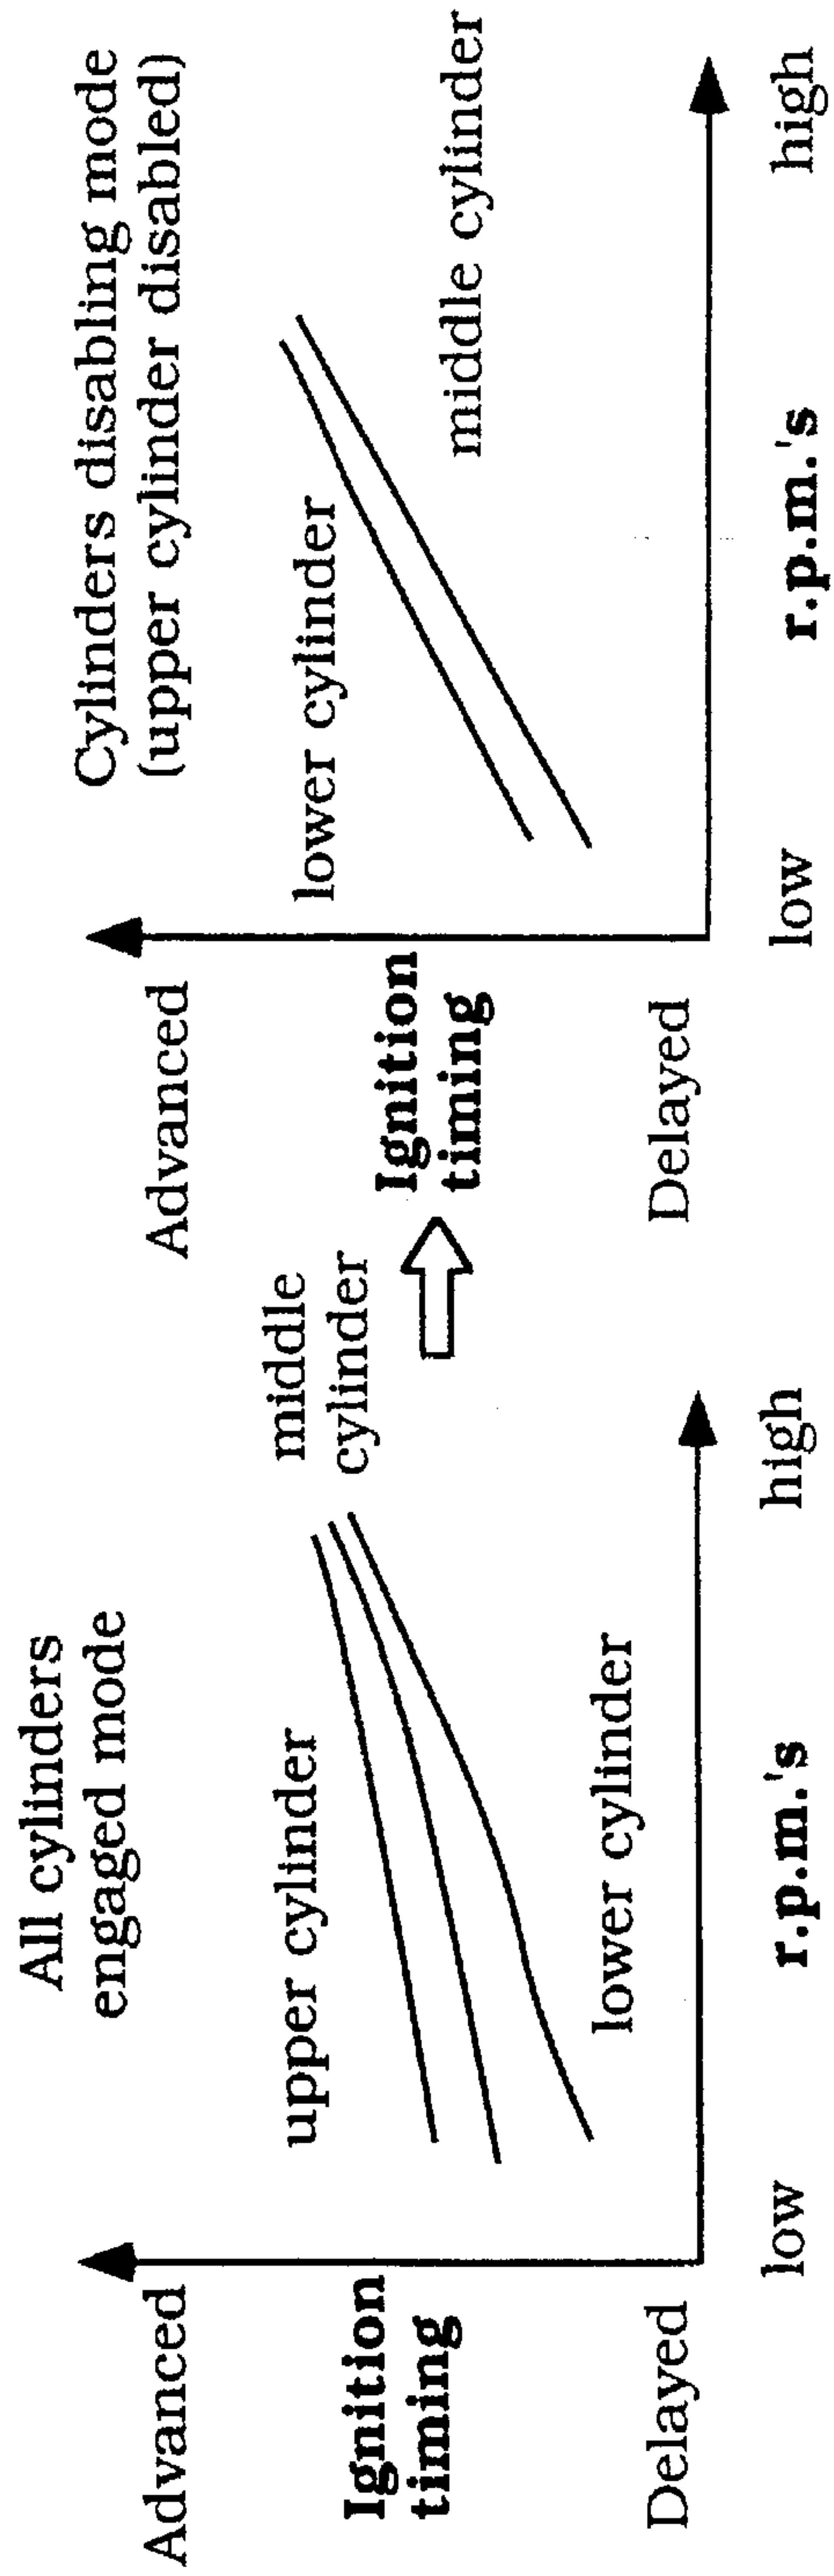 All cylinders
engaged mode
Advanced
Ignition
timing
Delayed
upper cylinder
middle
cylinder
lower cylinder
low
r.p.m.'s
high
Cylinders disabling mode
(upper cylinder disabled)
Advanced
Ignition
timing
Delayed
lower cylinder
middle cylinder
low
r.p.m.'s
high